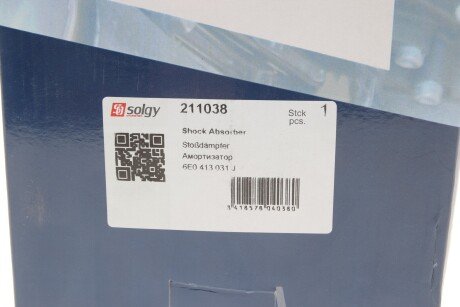 solgy 211038 Stck pcs. 1
Shock Absorber
Stoßdämpfer
Амортизатор
6E0 413 031 J